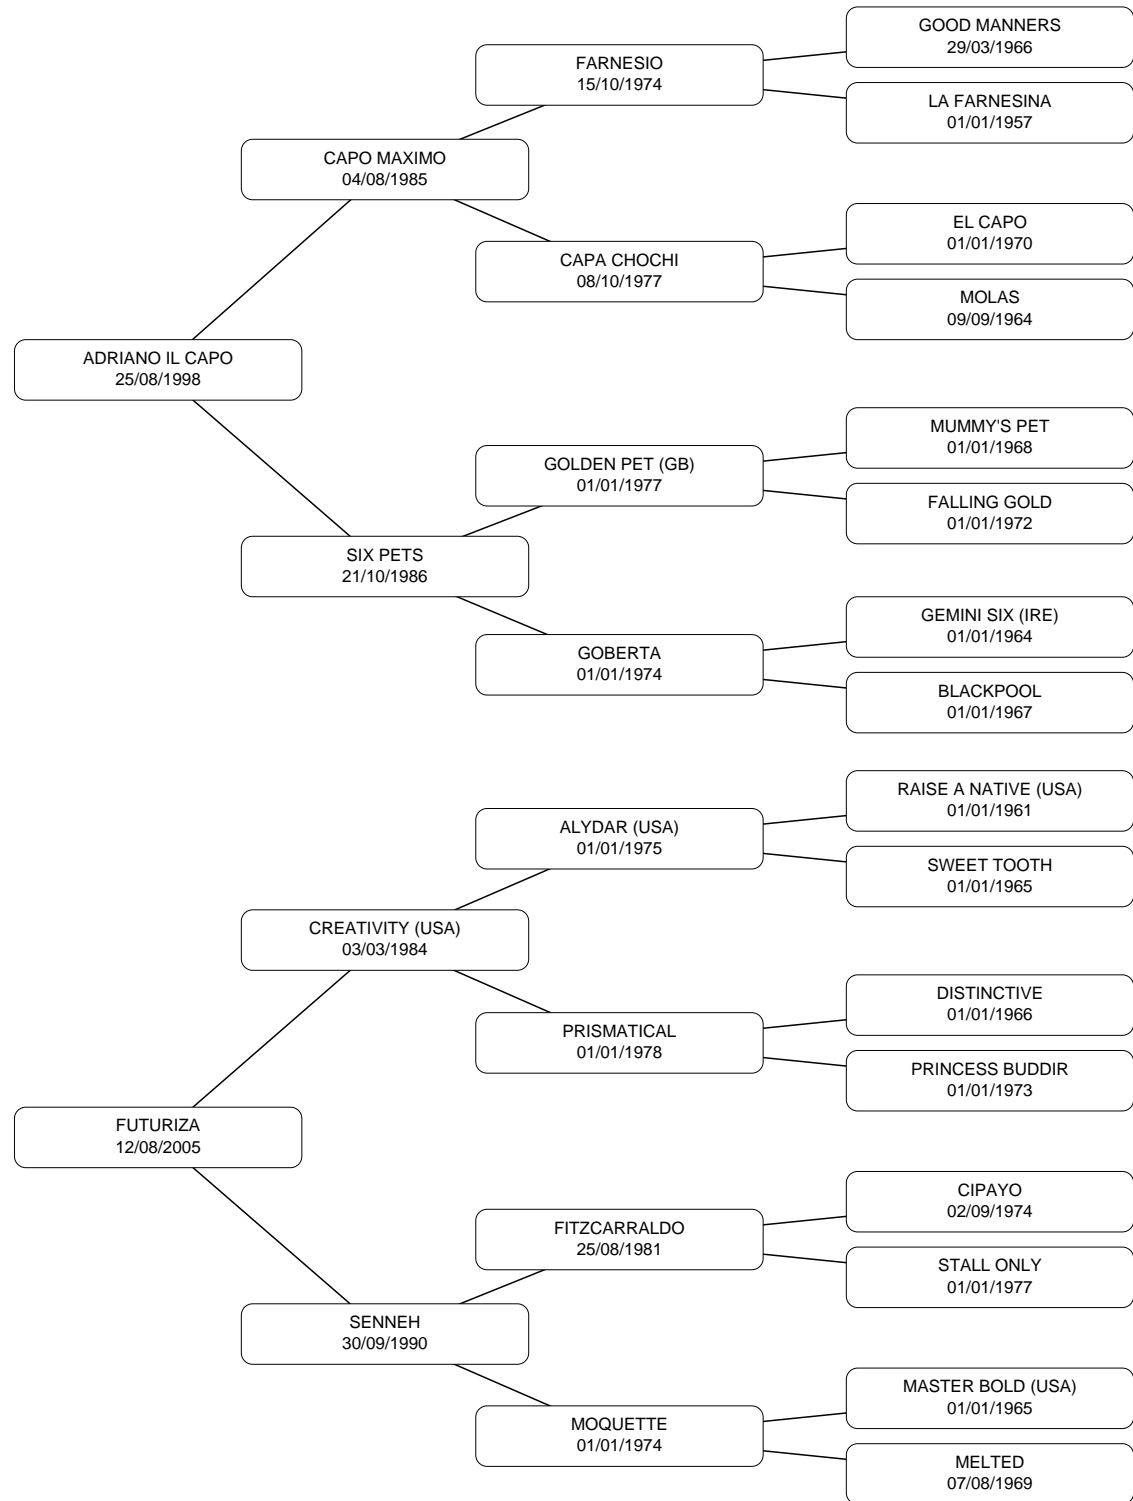 GOOD MANNERS
29/03/1966
FARNESIO
15/10/1974
LA FARNESINA
01/01/1957
CAPO MAXIMO
04/08/1985
EL CAPO
01/01/1970
CAPA CHOCHI
08/10/1977
MOLAS
09/09/1964
ADRIANO IL CAPO
25/08/1998
MUMMY'S PET
01/01/1968
GOLDEN PET (GB)
01/01/1977
FALLING GOLD
01/01/1972
SIX PETS
21/10/1986
GEMINI SIX (IRE)
01/01/1964
GOBERTA
01/01/1974
BLACKPOOL
01/01/1967
RAISE A NATIVE (USA)
01/01/1961
ALYDAR (USA)
01/01/1975
SWEET TOOTH
01/01/1965
CREATIVITY (USA)
03/03/1984
DISTINCTIVE
01/01/1966
PRISMATICAL
01/01/1978
PRINCESS BUDDIR
01/01/1973
FUTURIZA
12/08/2005
CIPAYO
02/09/1974
FITZCARRALDO
25/08/1981
STALL ONLY
01/01/1977
SENNEH
30/09/1990
MASTER BOLD (USA)
01/01/1965
MOQUETTE
01/01/1974
MELTED
07/08/1969